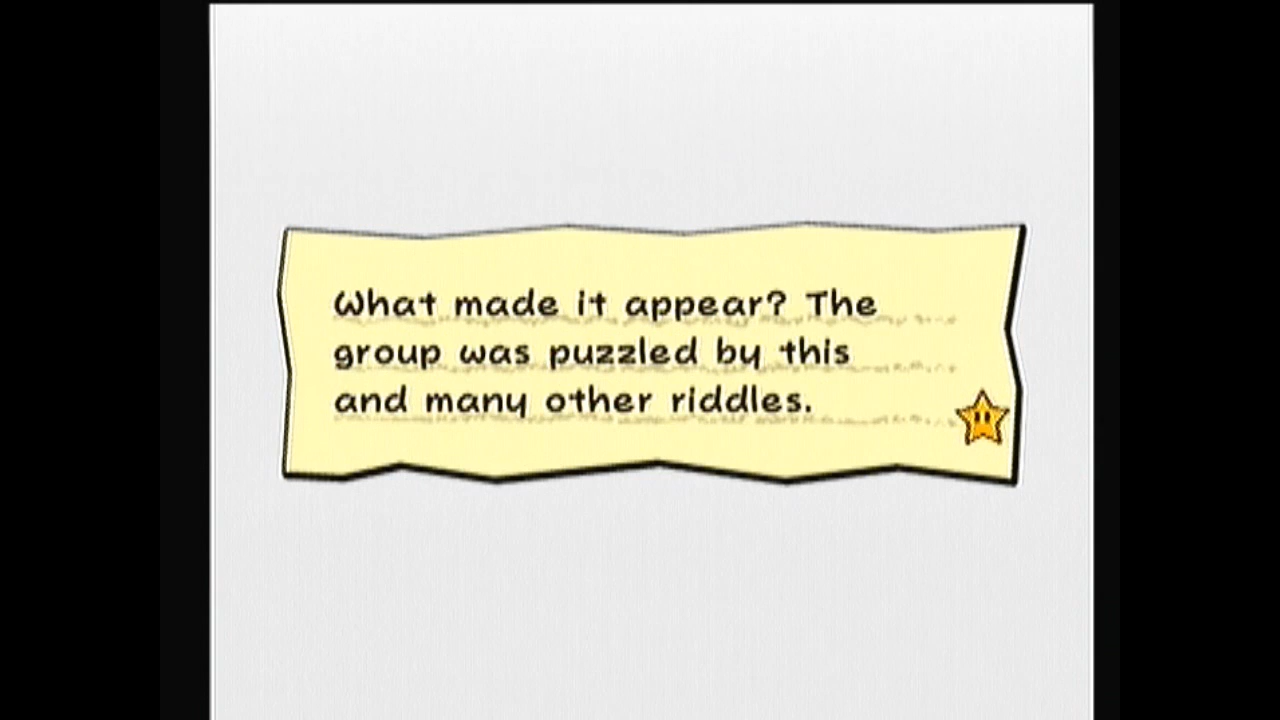 What made it appear? The
group was puzzled by this
and many other riddles.